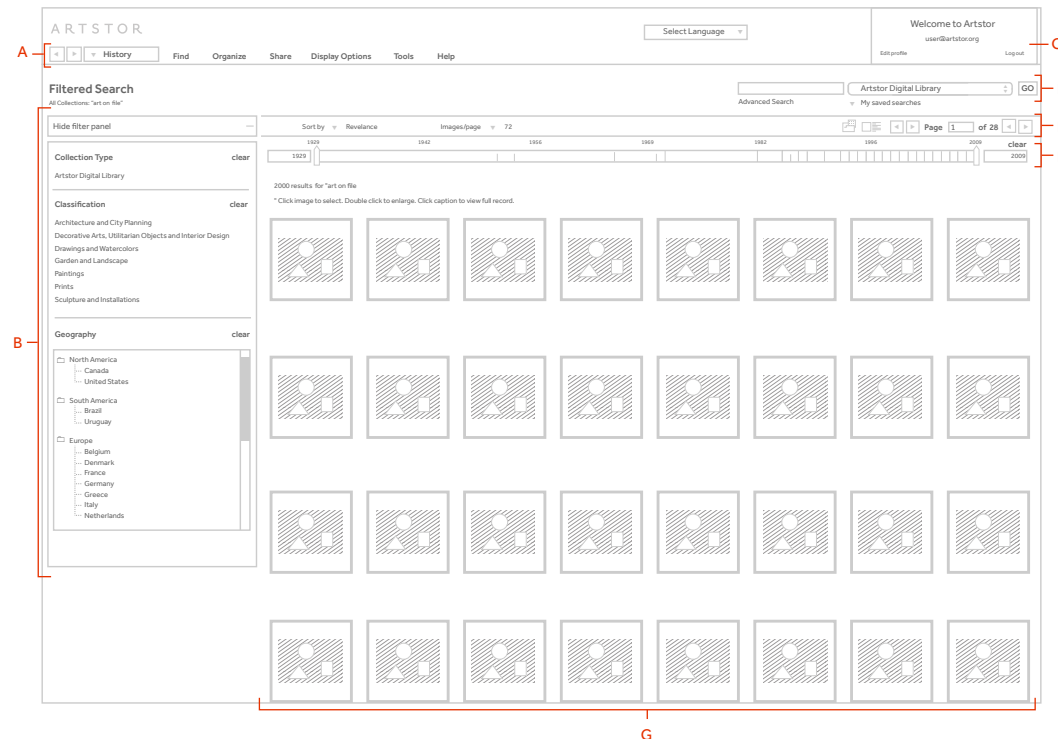 ARTSTOR
Select Language
Welcome to Artstor
user@artstor.org
Edit profile
Log out
C
A
History
Find
Organize
Share
Display Options
Tools
Help
Filtered Search
All Collections: "art on file"
Artstor Digital Library
GO
Advanced Search
My saved searches
B
Hide filter panel
Sort by
Revelance
Images/page
72
Page 1 of 28
1929
1942
1956
1969
1982
1996
2009
clear
1929
2009
Collection Type
clear
Artstor Digital Library
Classification
clear
Architecture and City Planning
Decorative Arts, Utilitarian Objects and Interior Design
Drawings and Watercolors
Garden and Landscape
Paintings
Prints
Sculpture and Installations
Geography
clear
North America
Canada
United States
South America
Brazil
Uruguay
Europe
Belgium
Denmark
France
Germany
Greece
Italy
Netherlands
2000 results for "art on file
* Click image to select. Double click to enlarge. Click caption to view full record.
G